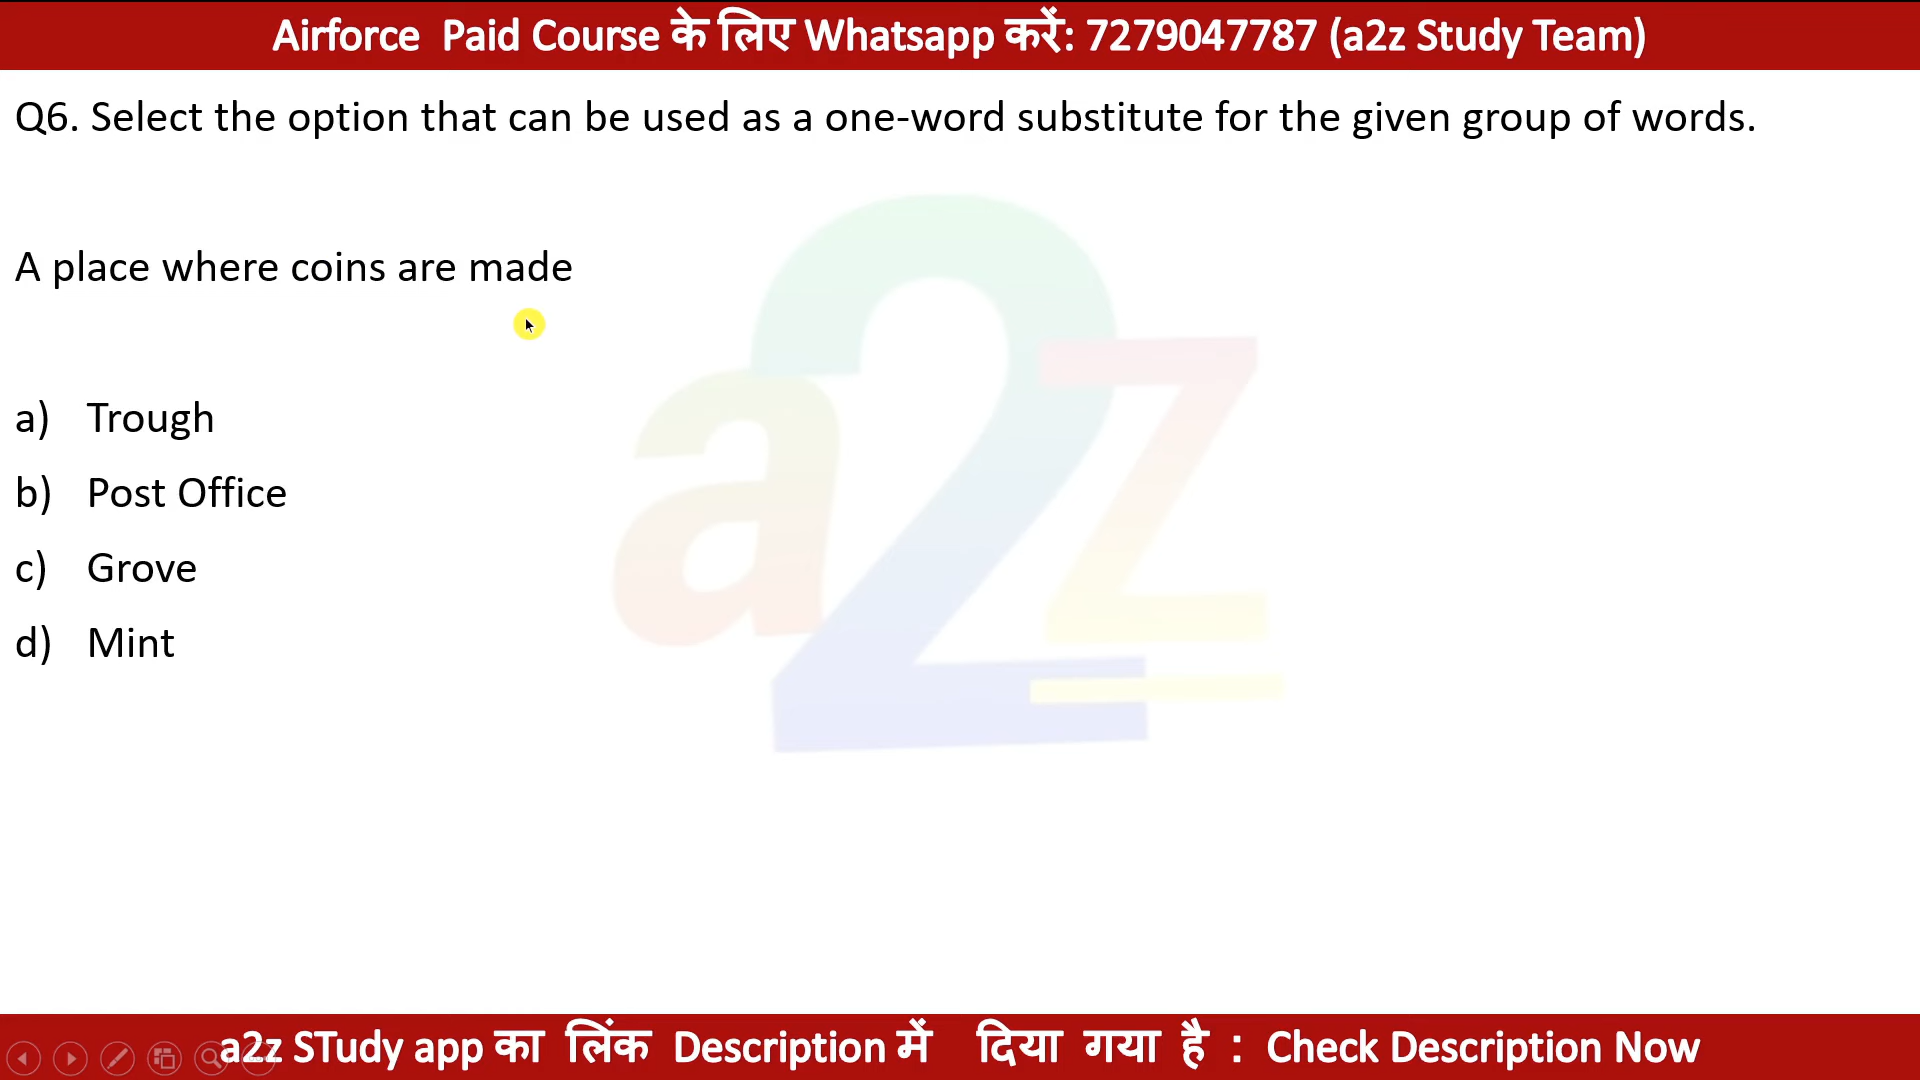 Airforce Paid Course के लिए Whatsapp करें: 7279047787 (a2z Study Team)
Q6. Select the option that can be used as a one-word substitute for the given group of words.
A place where coins are made
a) Trough
b) Post Office
c) Grove
d) Mint
a2z
a2z STudy app का लिंक Description में दिया गया है : Check Description Now